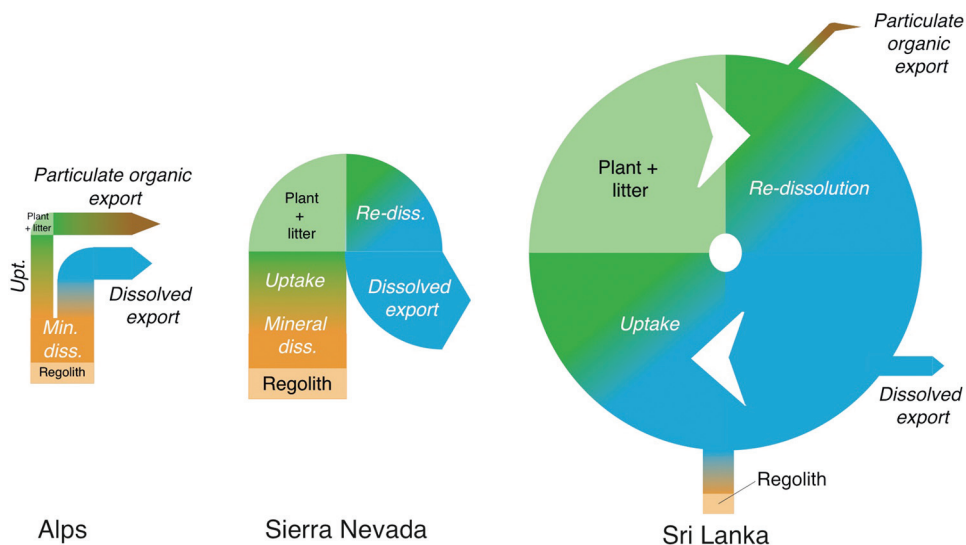 Particulate organic
export
Plant
+ litter
Upt.
Dissolved
export
Min.
diss.
Regolith
Alps
Plant
+
litter
Re-diss.
Uptake
Dissolved
export
Mineral
diss.
Regolith
Sierra Nevada
Particulate
organic
export
Plant +
litter
Re-dissolution
Uptake
Dissolved
export
Regolith
Sri Lanka